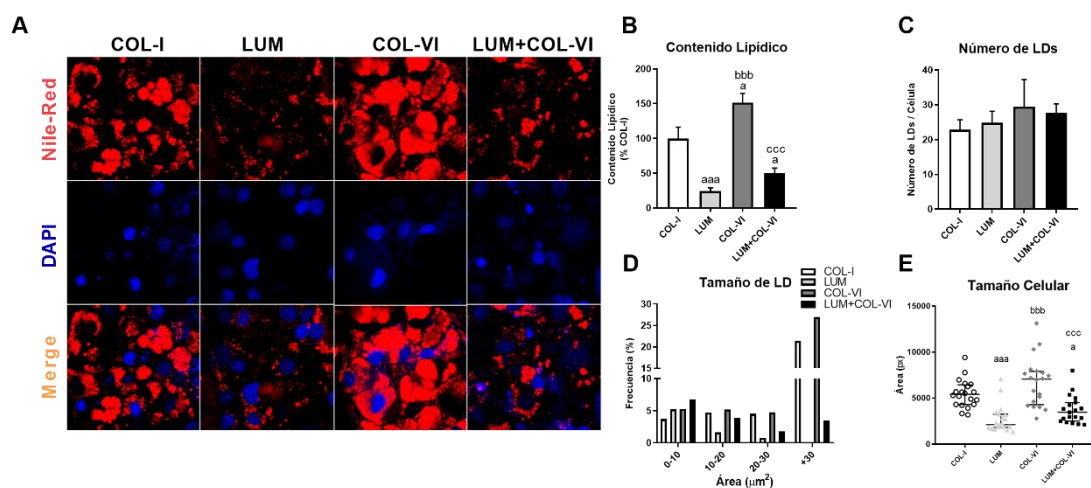 A
COL-I LUM COL-VI LUM+COL-VI
Nile-Red
DAPI
Merge
B
Contenido Lipídico
Contenido Lipídico
(% COL-I)
200
150
100
50
0
aaa
bbb
a
ccc
a
COL-I LUM COL-VI LUM+COL-VI
C
Número de LDs
Número de LDs / Célula
40
30
20
10
0
COL-I LUM COL-VI LUM+COL-VI
D
Tamaño de LD
COL-I
LUM
COL-VI
LUM+COL-VI
Frecuencia (%)
30
25
20
15
10
5
0
0-10 10-20 20-30 +30
Área (μm2)
E
Tamaño Celular
Área (px)
15000
10000
5000
0
aaa
bbb
ccc
a
COL-I LUM COL-VI LUM+COL-VI